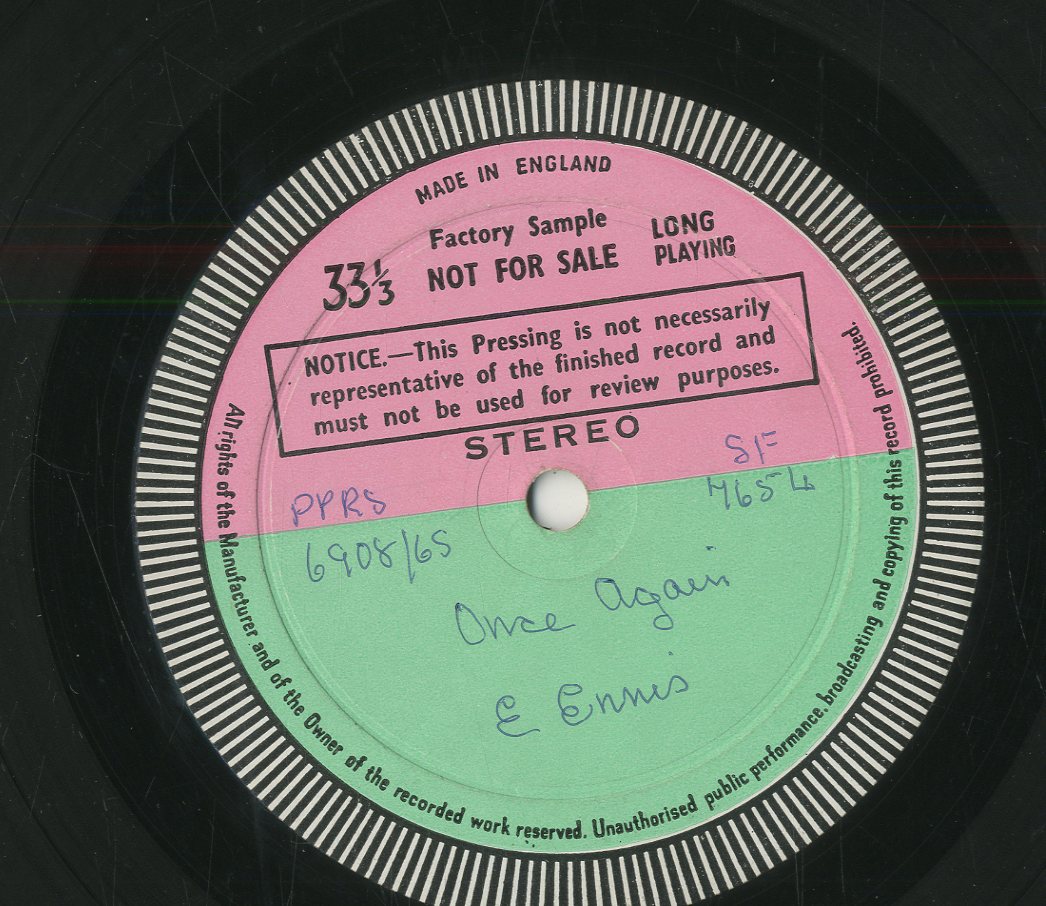 MADE IN ENGLAND
Factory Sample
NOT FOR SALE
LONG
PLAYING
33⅓
NOTICE.—This Pressing is not necessarily
representative of the finished record and
must not be used for review purposes.
STEREO
SF
7654
PPRS
6908/65
Once Again
E Ennis
All rights of the Manufacturer and of the Owner of the recorded work reserved. Unauthorised public performance, broadcasting and copying of this record prohibited.